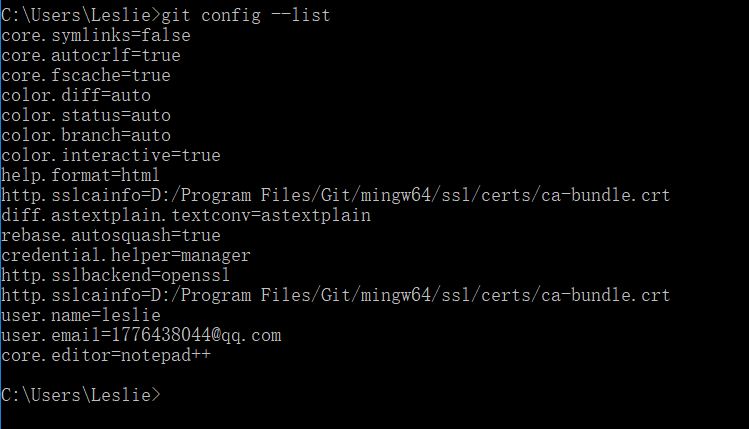 C:\Users\Leslie>git config --list
core.symlinks=false
core.autocrlf=true
core.fscache=true
color.diff=auto
color.status=auto
color.branch=auto
color.interactive=true
help.format=html
http.sslcainfo=D:/Program Files/Git/mingw64/ssl/certs/ca-bundle.crt
diff.astextplain.textconv=astextplain
rebase.autosquash=true
credential.helper=manager
http.sslbackend=openssl
http.sslcainfo=D:/Program Files/Git/mingw64/ssl/certs/ca-bundle.crt
user.name=leslie
user.email=1776438044@qq.com
core.editor=notepad++
C:\Users\Leslie>